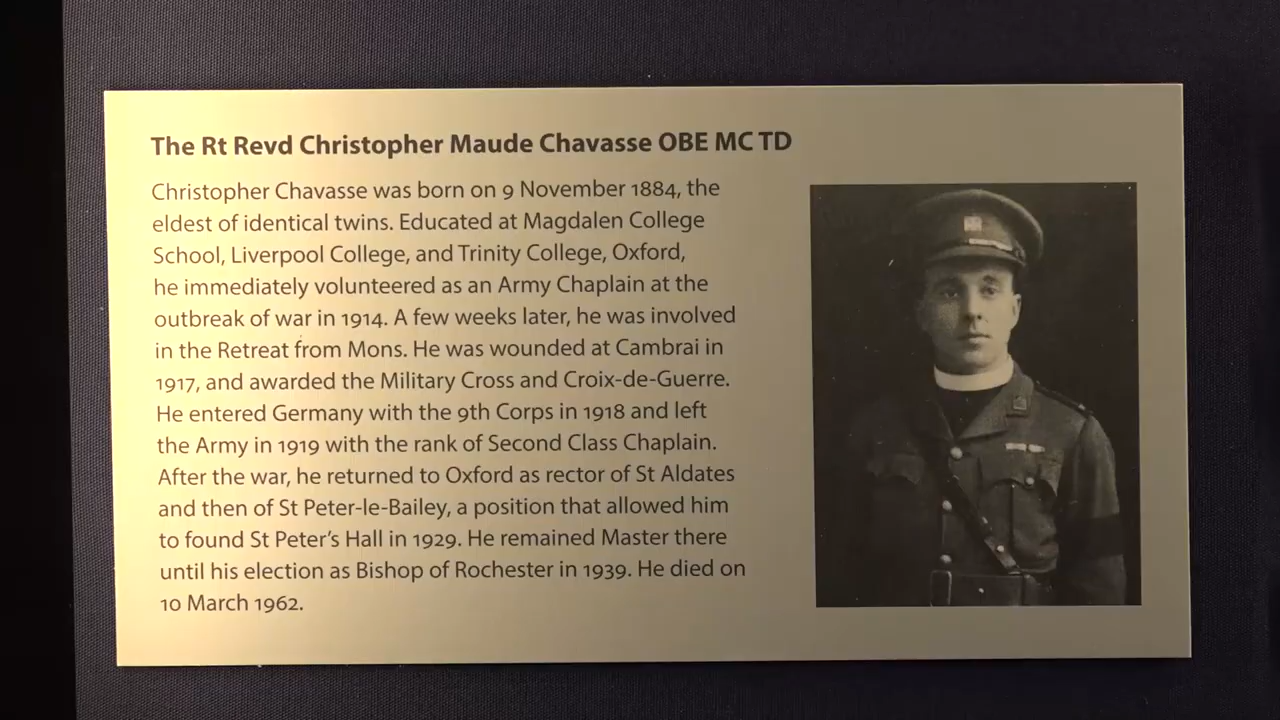 The Rt Revd Christopher Maude Chavasse OBE MC TD
Christopher Chavasse was born on 9 November 1884, the
eldest of identical twins. Educated at Magdalen College
School, Liverpool College, and Trinity College, Oxford,
he immediately volunteered as an Army Chaplain at the
outbreak of war in 1914. A few weeks later, he was involved
in the Retreat from Mons. He was wounded at Cambrai in
1917, and awarded the Military Cross and Croix-de-Guerre.
He entered Germany with the 9th Corps in 1918 and left
the Army in 1919 with the rank of Second Class Chaplain.
After the war, he returned to Oxford as rector of St Aldates
and then of St Peter-le-Bailey, a position that allowed him
to found St Peter's Hall in 1929. He remained Master there
until his election as Bishop of Rochester in 1939. He died on
10 March 1962.